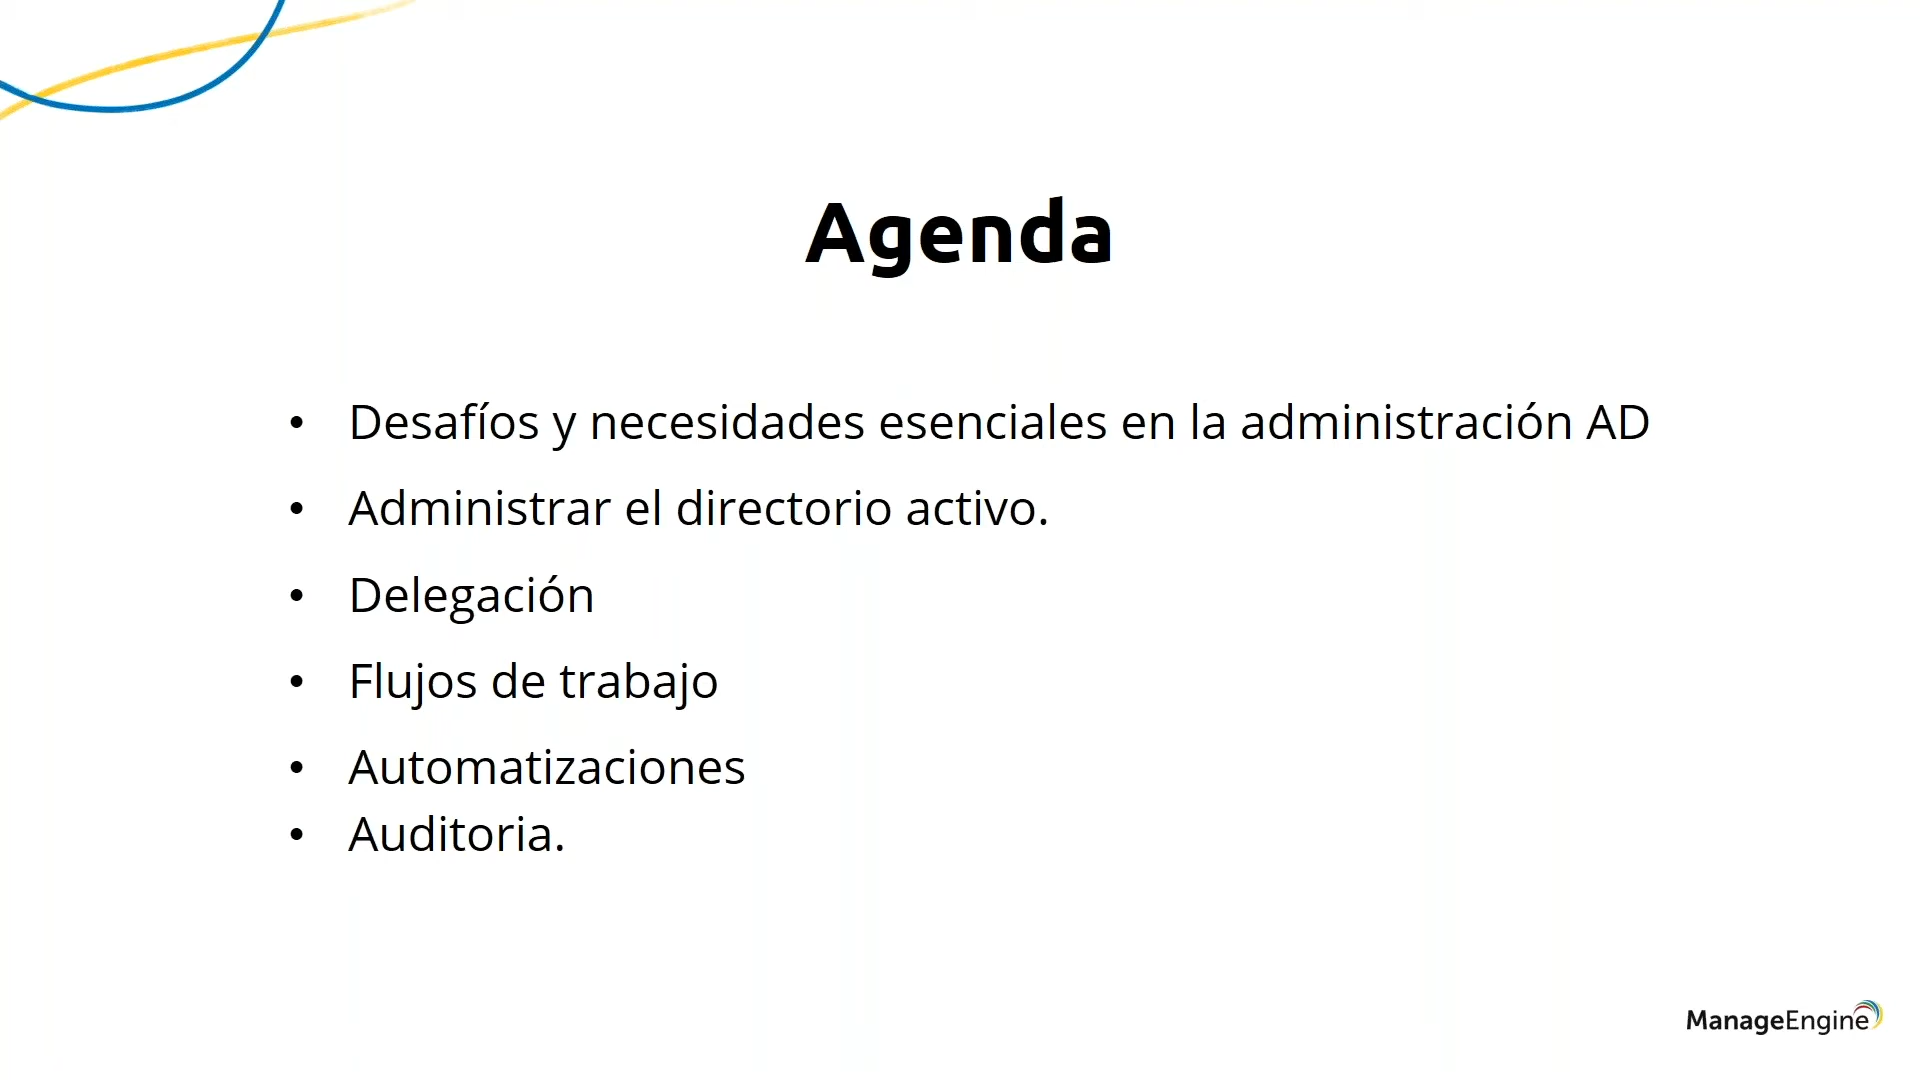 Agenda
• Desafíos y necesidades esenciales en la administración AD
• Administrar el directorio activo.
• Delegación
• Flujos de trabajo
• Automatizaciones
• Auditoria.
ManageEngine